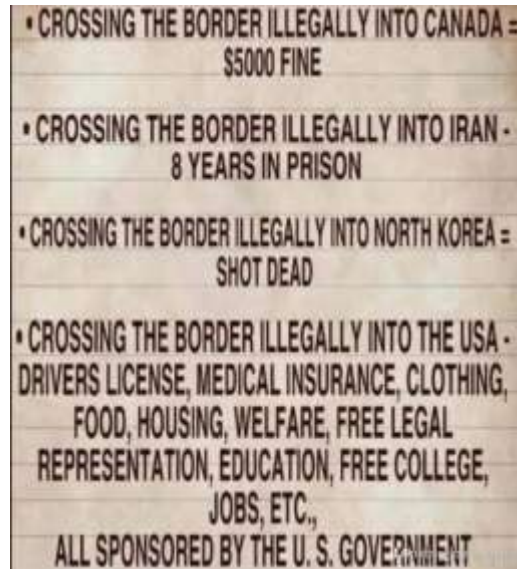 • CROSSING THE BORDER ILLEGALLY INTO CANADA =
$5000 FINE
• CROSSING THE BORDER ILLEGALLY INTO IRAN -
8 YEARS IN PRISON
• CROSSING THE BORDER ILLEGALLY INTO NORTH KOREA =
SHOT DEAD
• CROSSING THE BORDER ILLEGALLY INTO THE USA -
DRIVERS LICENSE, MEDICAL INSURANCE, CLOTHING,
FOOD, HOUSING, WELFARE, FREE LEGAL
REPRESENTATION, EDUCATION, FREE COLLEGE,
JOBS, ETC.,
ALL SPONSORED BY THE U. S. GOVERNMENT